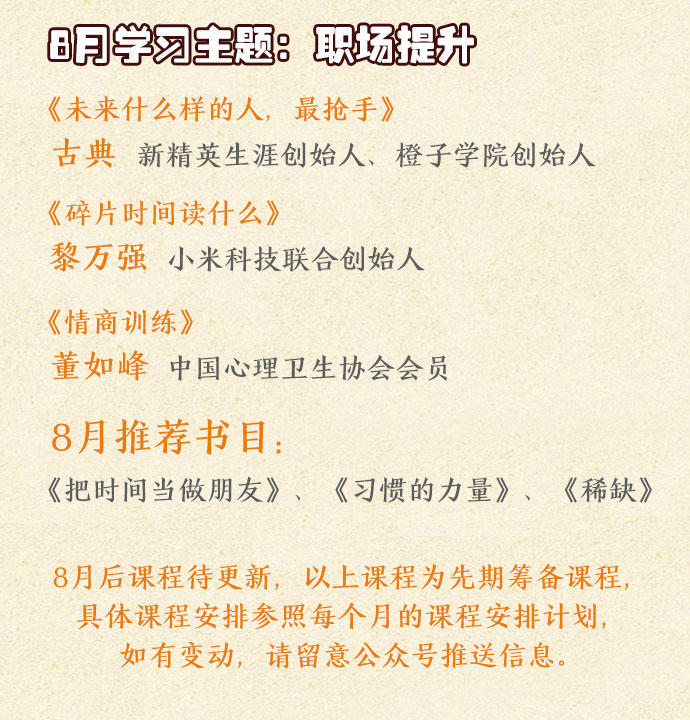 8月学习主题：职场提升
《未来什么样的人，最抢手》
古典 新精英生涯创始人、橙子学院创始人
《碎片时间读什么》
黎万强 小米科技联合创始人
《情商训练》
董如峰 中国心理卫生协会会员
8月推荐书目：
《把时间当做朋友》、《习惯的力量》、《稀缺》
8月后课程待更新，以上课程为先期筹备课程，
具体课程安排参照每个月的课程安排计划，
如有变动，请留意公众号推送信息。